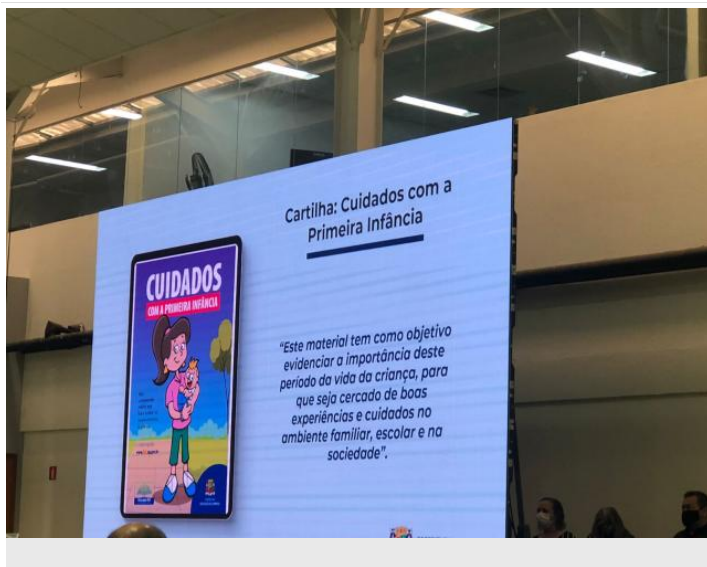 Cartilha: Cuidados com a
Primeira Infância
CUIDADOS
COM A PRIMEIRA INFÂNCIA
“Este material tem como objetivo
evidenciar a importância deste
período da vida da criança, para
que seja cercado de boas
experiências e cuidados no
ambiente familiar, escolar e na
sociedade”.